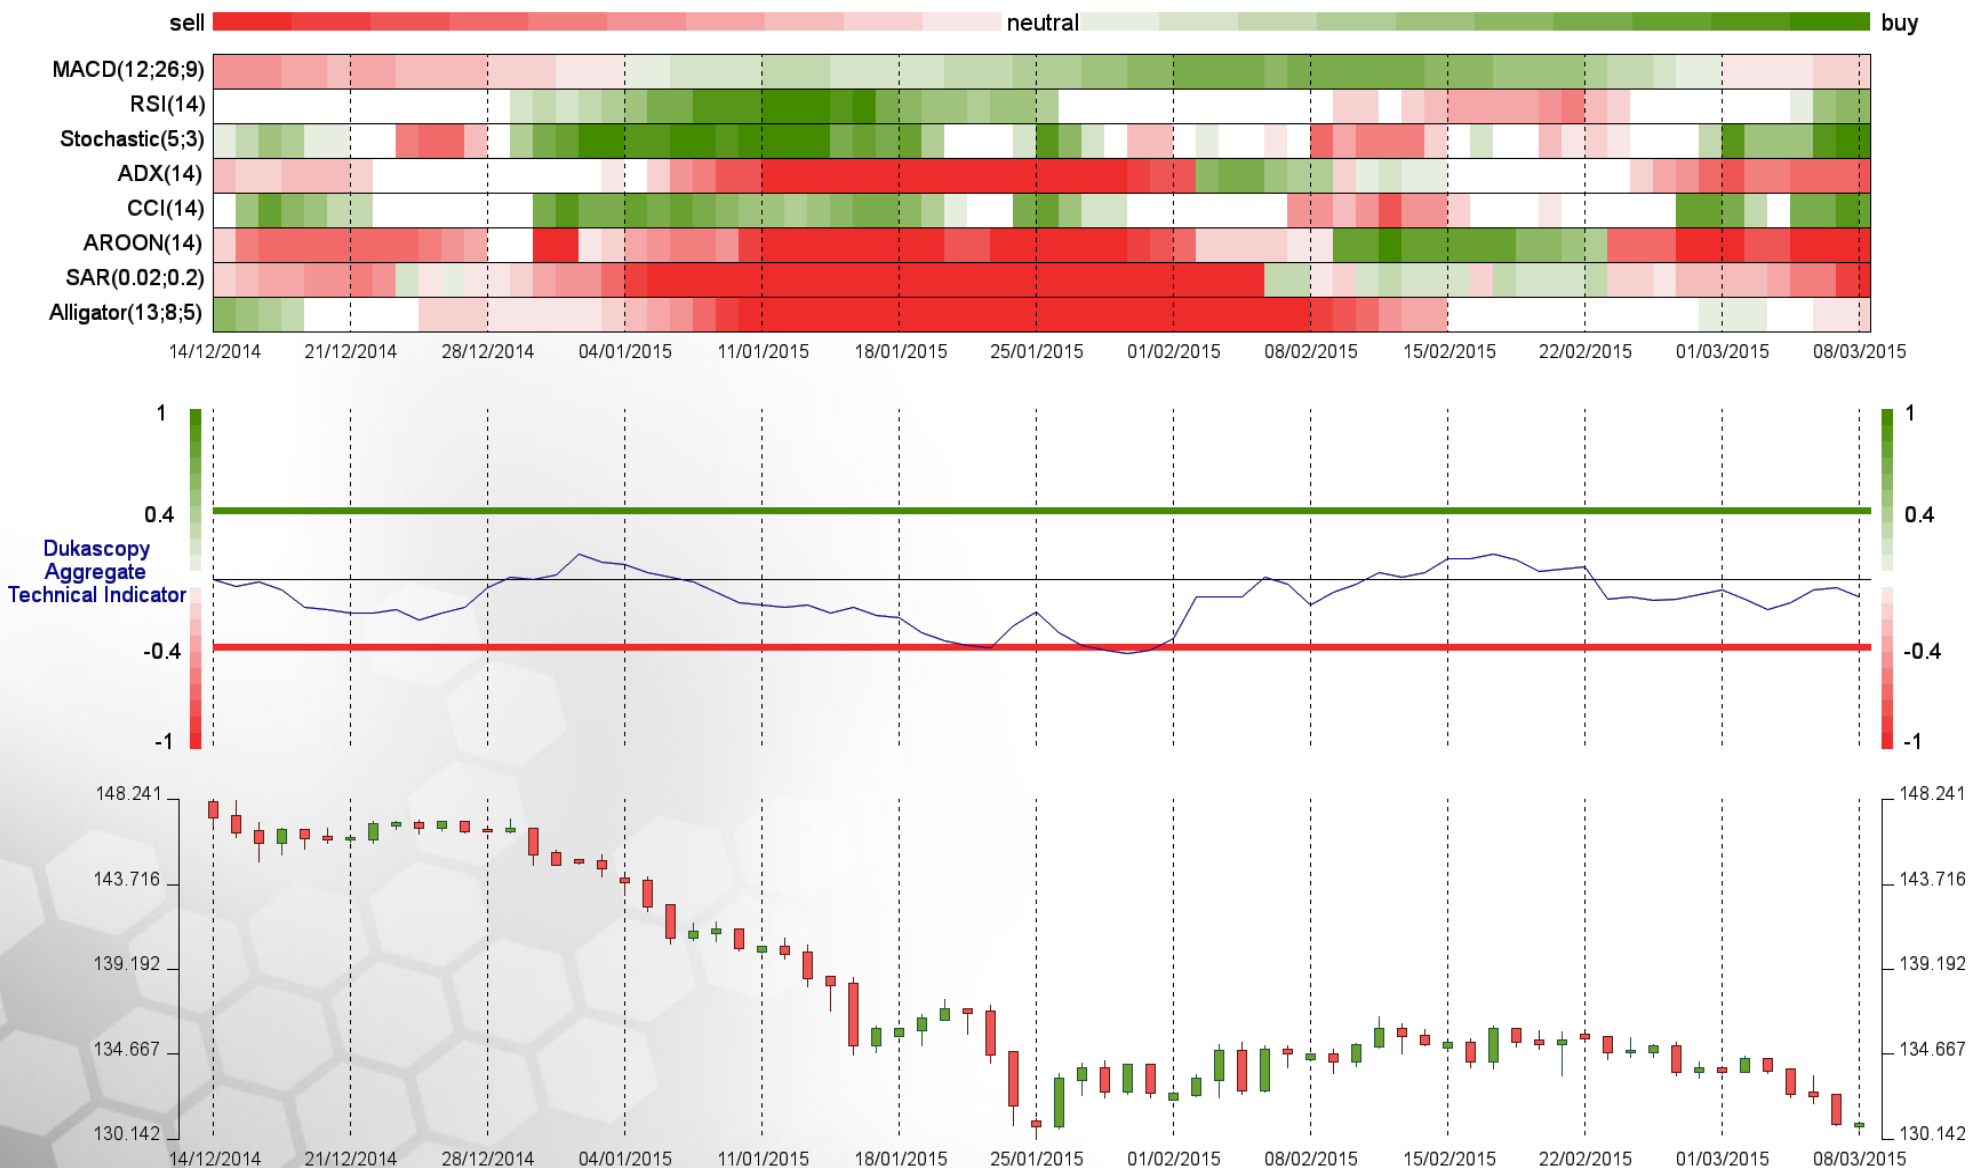 sell neutral buy
MACD(12;26;9)
RSI(14)
Stochastic(5;3)
ADX(14)
CCI(14)
AROON(14)
SAR(0.02;0.2)
Alligator(13;8;5)
14/12/2014 21/12/2014 28/12/2014 04/01/2015 11/01/2015 18/01/2015 25/01/2015 01/02/2015 08/02/2015 15/02/2015 22/02/2015 01/03/2015 08/03/2015
1 1
0.4 0.4
Dukascopy
Aggregate
Technical Indicator
-0.4 -0.4
-1 -1
148.241 148.241
143.716 143.716
139.192 139.192
134.667 134.667
130.142 130.142
14/12/2014 21/12/2014 28/12/2014 04/01/2015 11/01/2015 18/01/2015 25/01/2015 01/02/2015 08/02/2015 15/02/2015 22/02/2015 01/03/2015 08/03/2015